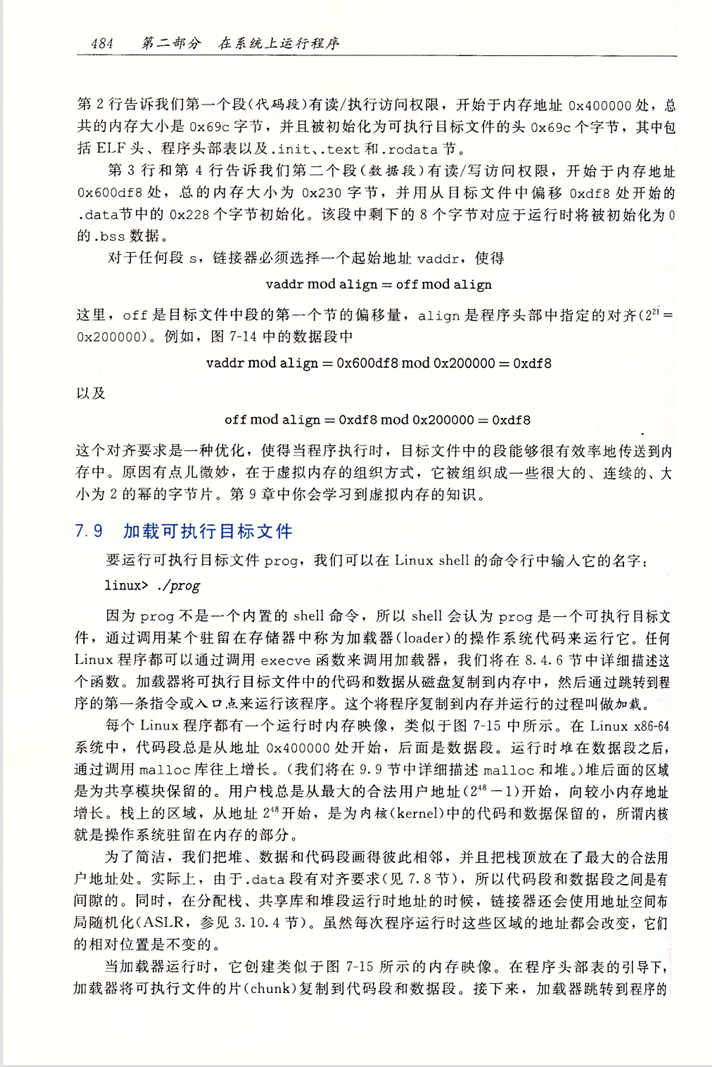 484 第二部分 在系统上运行程序
第 2 行告诉我们第一个段(代码段)有读/执行访问权限，开始于内存地址 0x400000 处，总
共的内存大小是 0x69c 字节，并且被初始化为可执行目标文件的头 0x69c 个字节，其中包
括 ELF 头、程序头部表以及.init、.text 和.rodata 节。
第 3 行和第 4 行告诉我们第二个段(数据段)有读/写访问权限，开始于内存地址
0x600df8 处，总的内存大小为 0x230 字节，并用从目标文件中偏移 0xdf8 处开始的
.data节中的 0x228 个字节初始化。该段中剩下的 8 个字节对应于运行时将被初始化为 0
的.bss 数据。
对于任何段 s，链接器必须选择一个起始地址 vaddr，使得
vaddr mod align = off mod align
这里，off 是目标文件中段的第一个节的偏移量，align 是程序头部中指定的对齐(2²¹ =
0x200000)。例如，图 7-14 中的数据段中
vaddr mod align = 0x600df8 mod 0x200000 = 0xdf8
以及
off mod align = 0xdf8 mod 0x200000 = 0xdf8
这个对齐要求是一种优化，使得当程序执行时，目标文件中的段能够很有效率地传送到内
存中。原因有点儿微妙，在于虚拟内存的组织方式，它被组织成一些很大的、连续的、大
小为 2 的幂的字节片。第 9 章中你会学习到虚拟内存的知识。
7.9 加载可执行目标文件
要运行可执行目标文件 prog，我们可以在 Linux shell 的命令行中输入它的名字：
linux> ./prog
因为 prog 不是一个内置的 shell 命令，所以 shell 会认为 prog 是一个可执行目标文
件，通过调用某个驻留在存储器中称为加载器(loader)的操作系统代码来运行它。任何
Linux 程序都可以通过调用 execve 函数来调用加载器，我们将在 8.4.6 节中详细描述这
个函数。加载器将可执行目标文件中的代码和数据从磁盘复制到内存中，然后通过跳转到程
序的第一条指令或入口点来运行该程序。这个将程序复制到内存并运行的过程叫做加载。
每个 Linux 程序都有一个运行时内存映像，类似于图 7-15 中所示。在 Linux x86-64
系统中，代码段总是从地址 0x400000 处开始，后面是数据段。运行时堆在数据段之后，
通过调用 malloc 库往上增长。(我们将在 9.9 节中详细描述 malloc 和堆。)堆后面的区域
是为共享模块保留的。用户栈总是从最大的合法用户地址(2⁴⁸－1)开始，向较小内存地址
增长。栈上的区域，从地址 2⁴⁸开始，是为内核(kernel)中的代码和数据保留的，所谓内核
就是操作系统驻留在内存的部分。
为了简洁，我们把堆、数据和代码段画得彼此相邻，并且把栈顶放在了最大的合法用
户地址处。实际上，由于.data 段有对齐要求(见 7.8 节)，所以代码段和数据段之间是有
间隙的。同时，在分配栈、共享库和堆段运行时地址的时候，链接器还会使用地址空间布
局随机化(ASLR，参见 3.10.4 节)。虽然每次程序运行时这些区域的地址都会改变，它们
的相对位置是不变的。
当加载器运行时，它创建类似于图 7-15 所示的内存映像。在程序头部表的引导下，
加载器将可执行文件的片(chunk)复制到代码段和数据段。接下来，加载器跳转到程序的